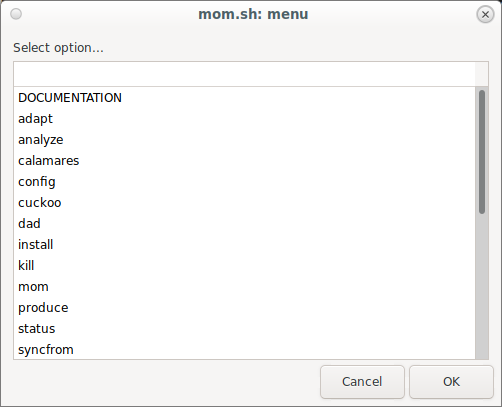 mom.sh: menu
Select option...
DOCUMENTATION
adapt
analyze
calamares
config
cuckoo
dad
install
kill
mom
produce
status
syncfrom
Cancel OK